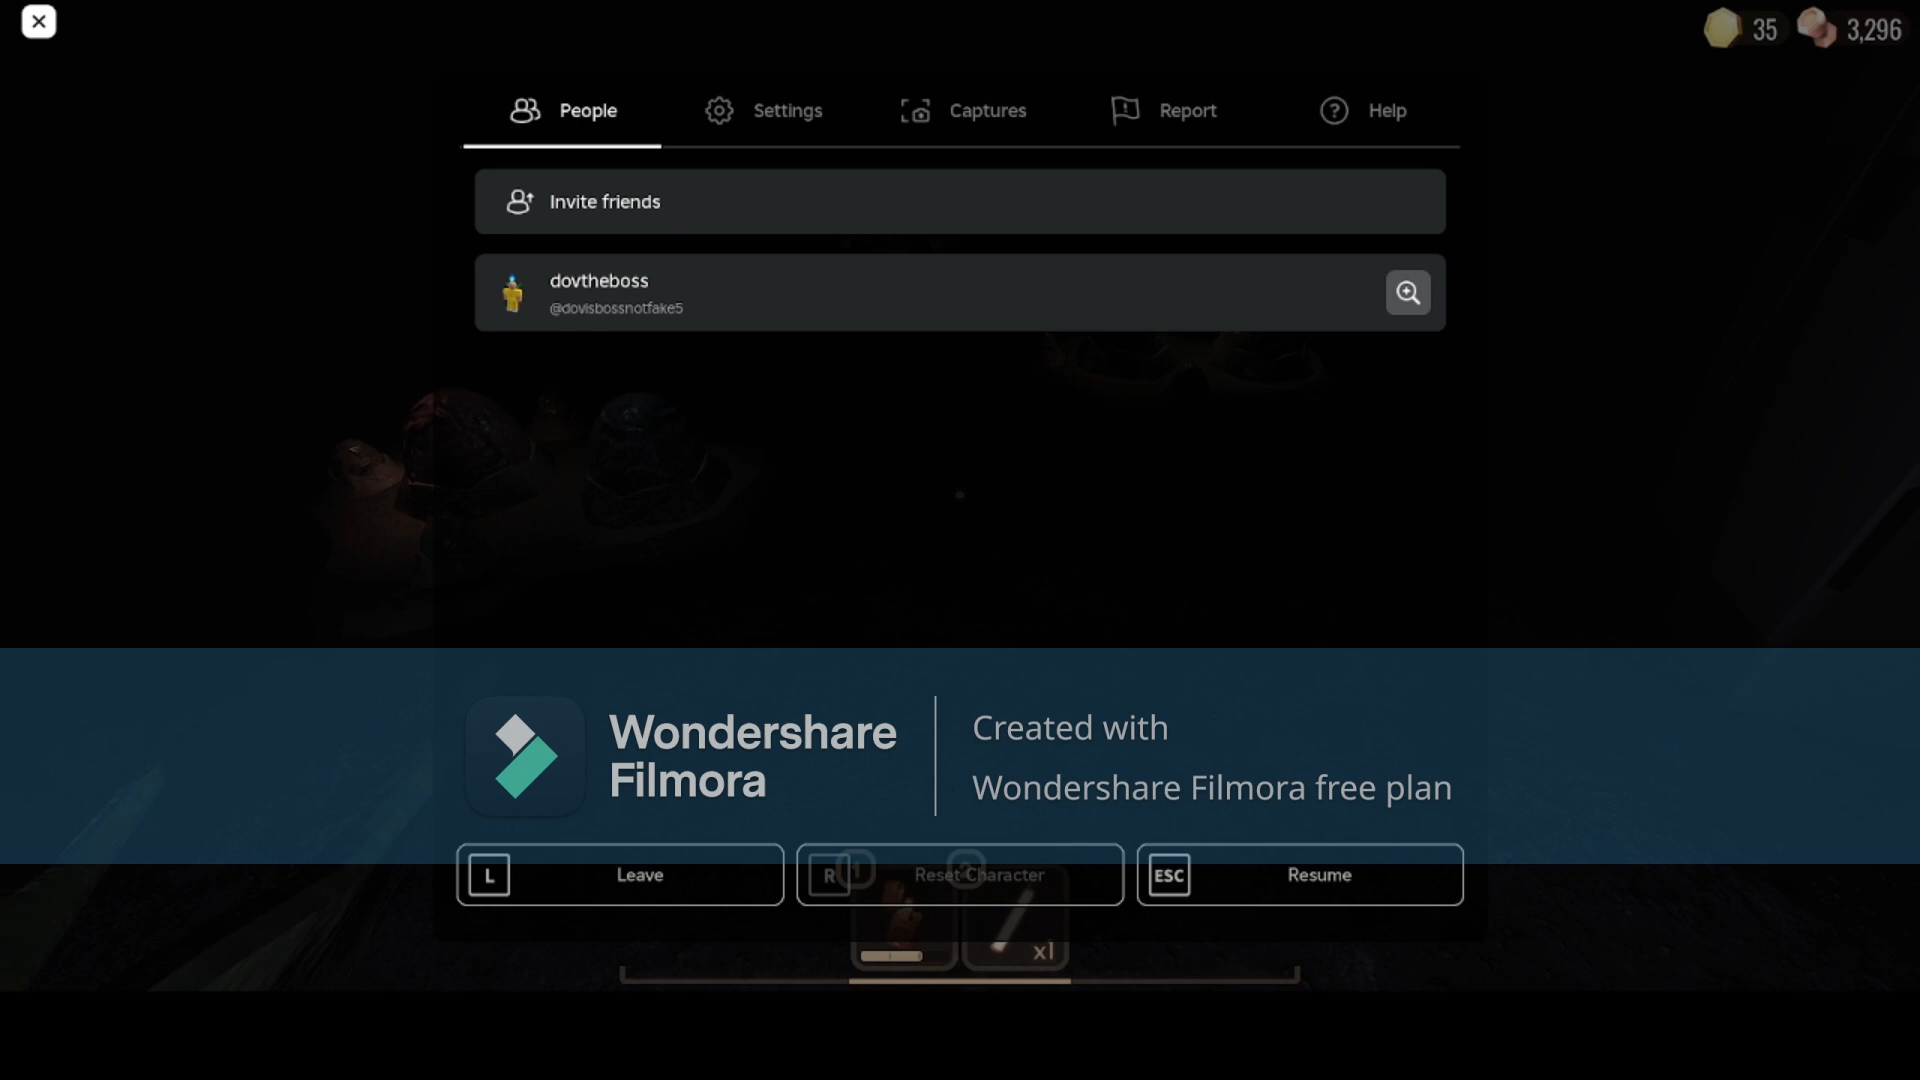 35 3,296
People Settings Captures Report Help
Invite friends
dovtheboss
@dovisbossnotfake5
Wondershare
Filmora
Created with
Wondershare Filmora free plan
L Leave R Reset Character ESC Resume
x1